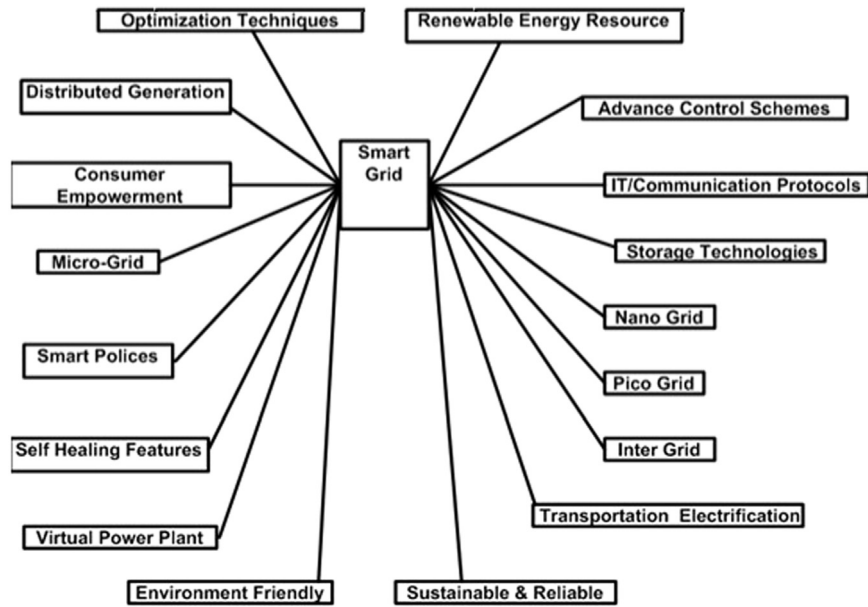 Optimization Techniques
Renewable Energy Resource
Distributed Generation
Advance Control Schemes
Smart
Grid
Consumer
Empowerment
IT/Communication Protocols
Micro-Grid
Storage Technologies
Nano Grid
Smart Polices
Pico Grid
Self Healing Features
Inter Grid
Virtual Power Plant
Transportation Electrification
Environment Friendly
Sustainable & Reliable